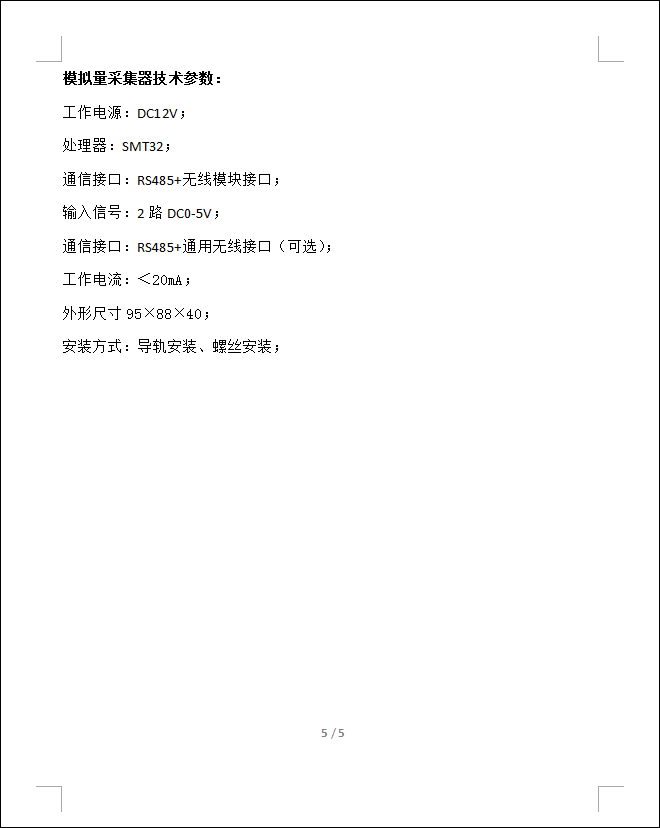 模拟量采集器技术参数：
工作电源：DC12V；
处理器：SMT32；
通信接口：RS485+无线模块接口；
输入信号：2 路 DC0-5V；
通信接口：RS485+通用无线接口（可选）；
工作电流：＜20mA；
外形尺寸 95×88×40；
安装方式：导轨安装、螺丝安装；
5 / 5